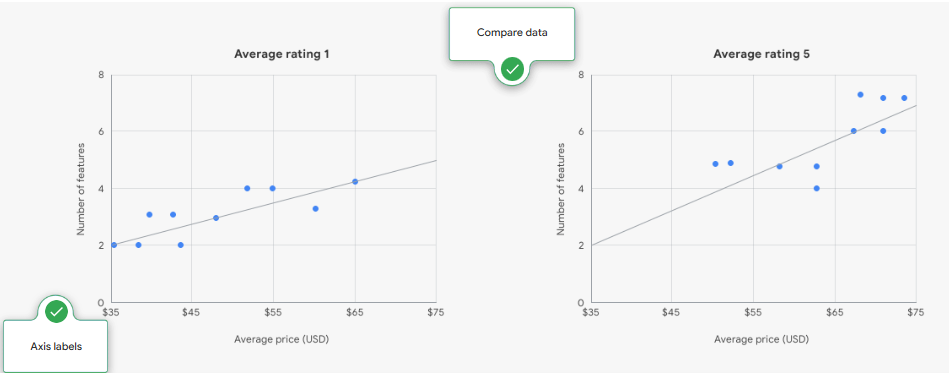 Compare data
Average rating 1
8
6
4
2
0
Number of features
$35
$45
$55
$65
$75
Average price (USD)
Axis labels
Average rating 5
8
6
4
2
0
Number of features
$35
$45
$55
$65
$75
Average price (USD)